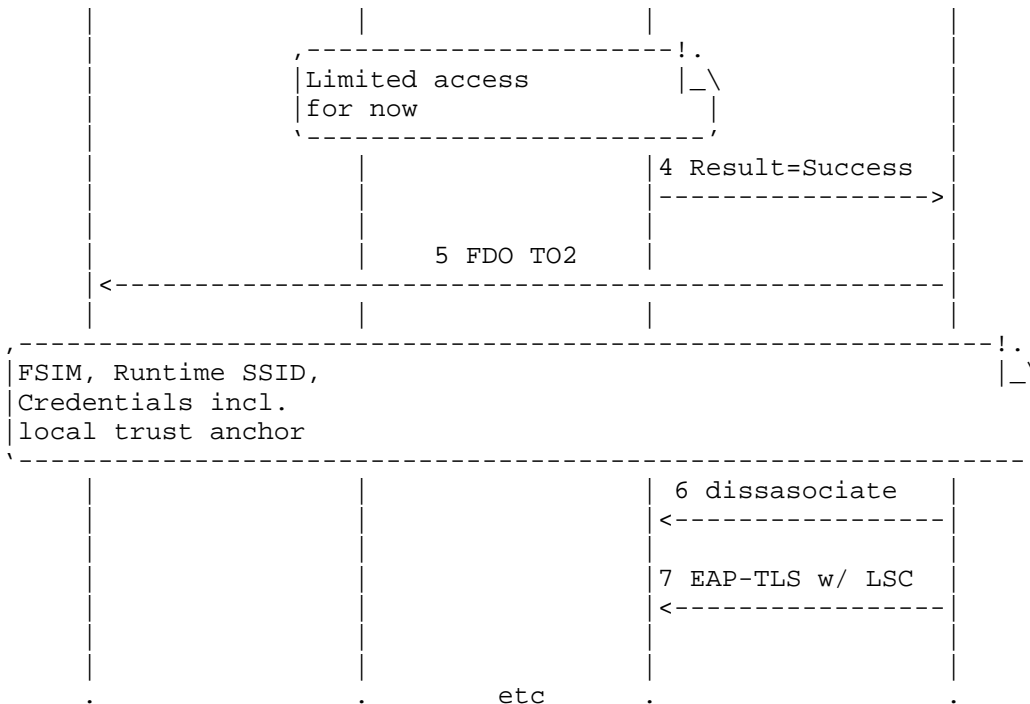 Limited access
for now
4 Result=Success
5 FDO TO2
FSIM, Runtime SSID,
Credentials incl.
local trust anchor
6 dissasociate
7 EAP-TLS w/ LSC
etc